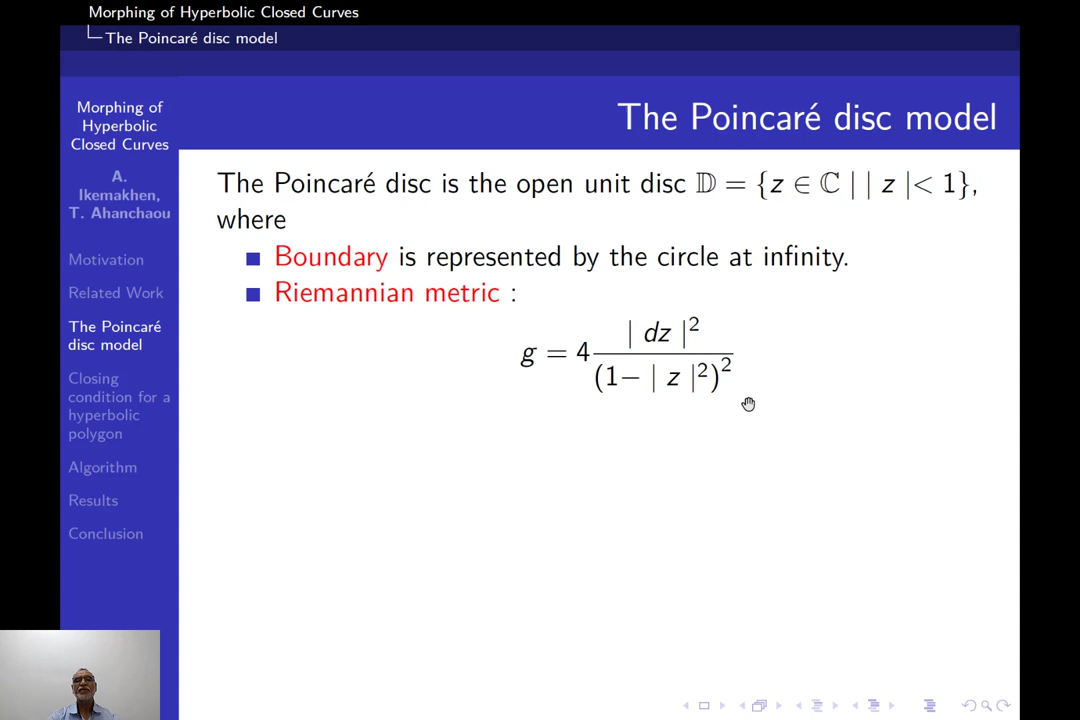 Morphing of Hyperbolic Closed Curves
The Poincaré disc model
Morphing of
Hyperbolic
Closed Curves
A.
Ikemakhen,
T. Ahanchaou
Motivation
Related Work
The Poincaré
disc model
Closing
condition for a
hyperbolic
polygon
Algorithm
Results
Conclusion
The Poincaré disc model
The Poincaré disc is the open unit disc 𝔻 = {z ∈ ℂ | | z |< 1},
where
Boundary is represented by the circle at infinity.
Riemannian metric :
g = 4 | dz |² / (1− | z |²)²